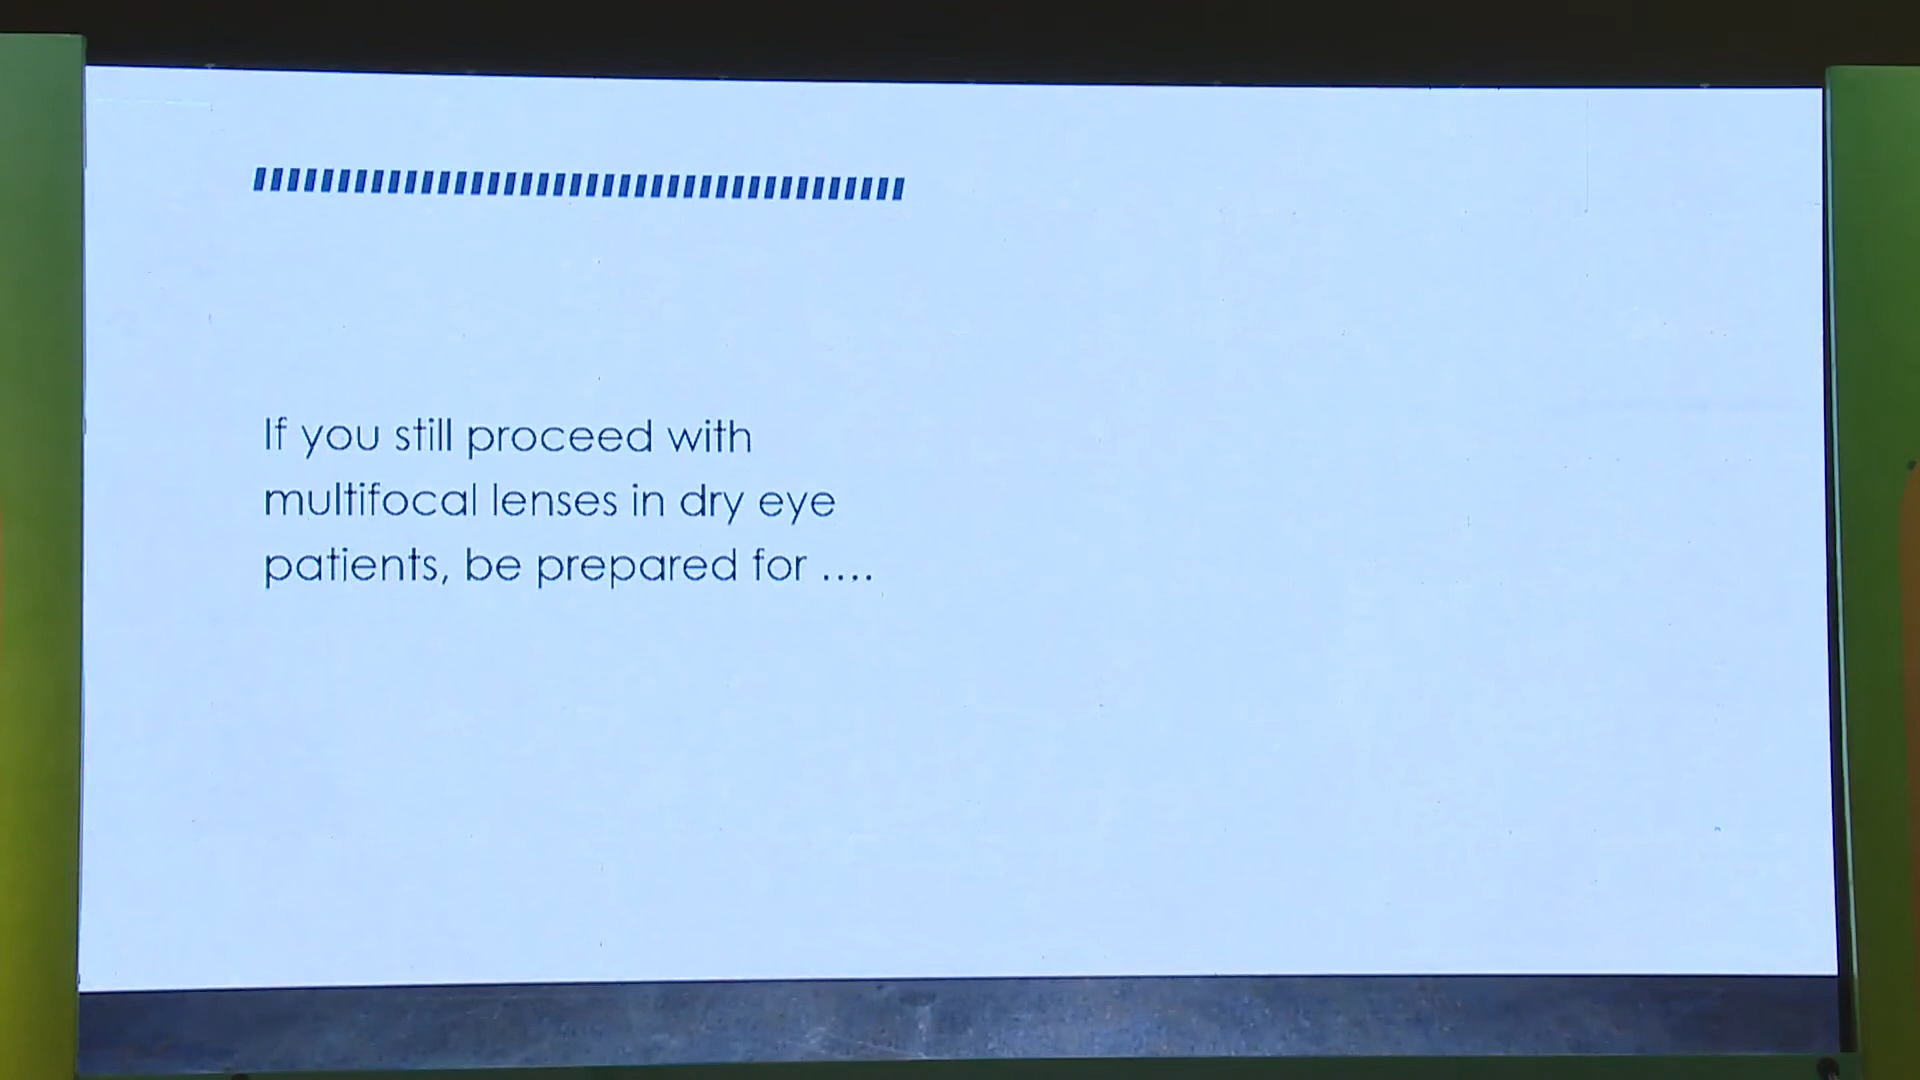 If you still proceed with
multifocal lenses in dry eye
patients, be prepared for ....